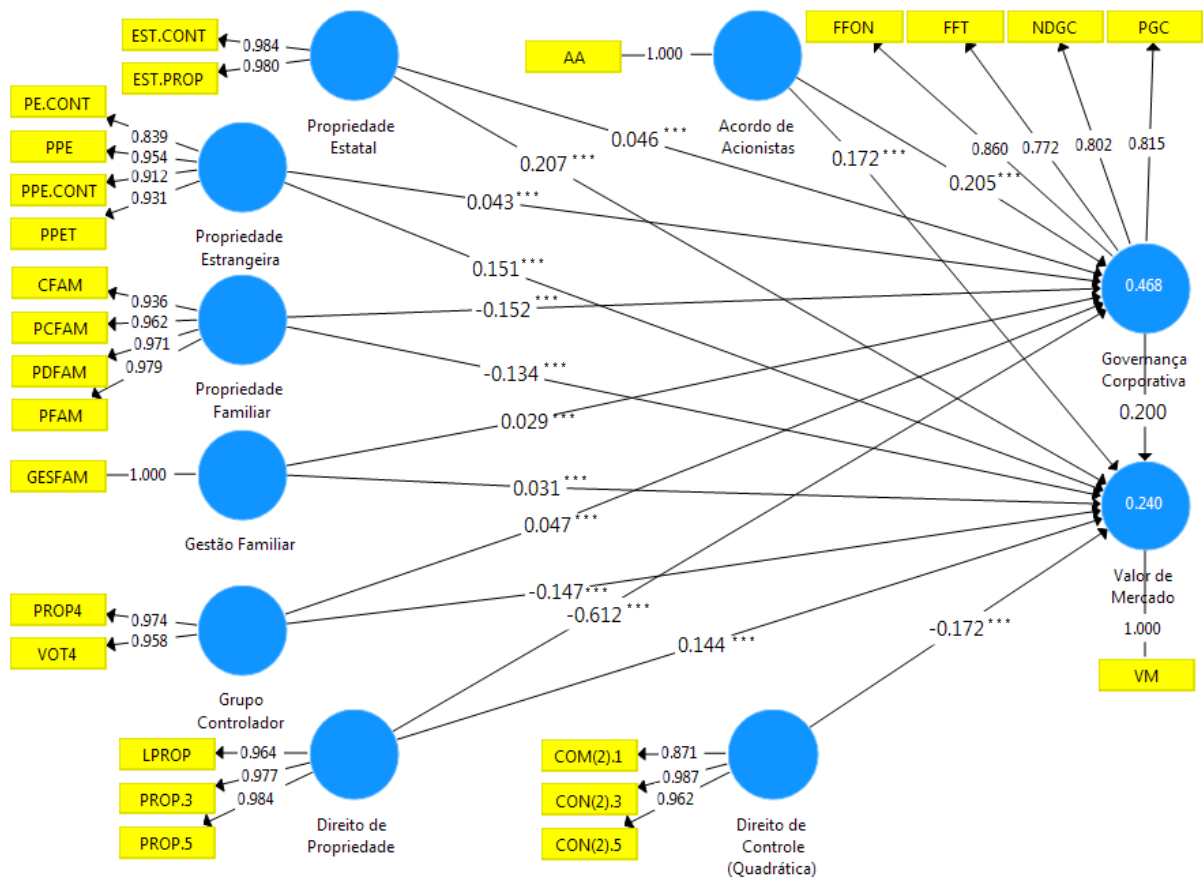 EST.CONT
0.984
EST.PROP
0.980
Propriedade
Estatal
AA
1.000
Acordo de
Acionistas
FFON
FFT
NDGC
PGC
0.860
0.772
0.802
0.815
PE.CONT
0.839
PPE
0.954
PPE.CONT
0.912
PPET
0.931
Propriedade
Estrangeira
0.046 ***
0.207 ***
0.172 ***
0.205 ***
0.043 ***
0.151 ***
CFAM
0.936
PCFAM
0.962
PDFAM
0.971
PFAM
0.979
Propriedade
Familiar
-0.152 ***
-0.134 ***
0.468
Governança
Corporativa
0.200
GESFAM
1.000
Gestão Familiar
0.029 ***
0.031 ***
0.240
Valor de
Mercado
1.000
VM
PROP4
0.974
VOT4
0.958
Grupo
Controlador
0.047 ***
-0.147 ***
-0.612 ***
0.144 ***
-0.172 ***
LPROP
0.964
PROP.3
0.977
PROP.5
0.984
Direito de
Propriedade
COM(2).1
0.871
CON(2).3
0.987
CON(2).5
0.962
Direito de
Controle
(Quadrática)